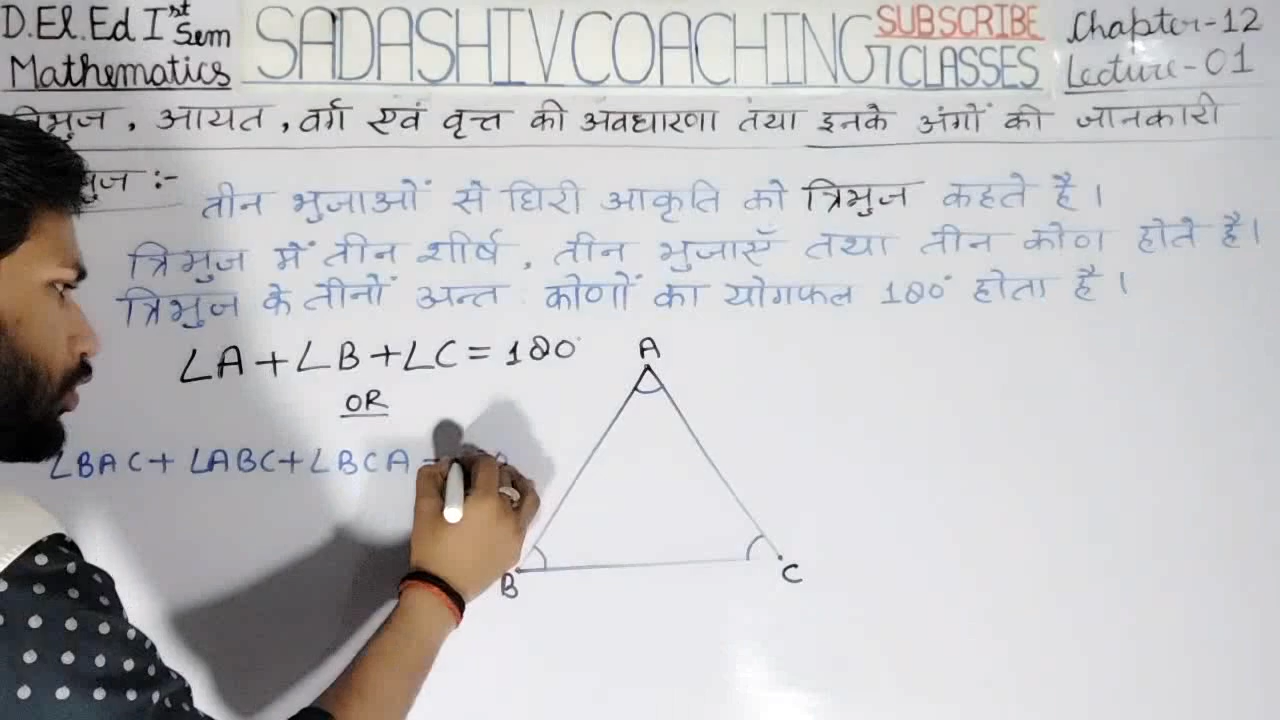 D.El.Ed Ist Sem
Mathematics
SADASHIV COACHING CLASSES
SUBSCRIBE
Chapter-12
Lecture-01
त्रिभुज, आयत, वर्ग एवं वृत्त की अवधारणा तथा इनके अंगों की जानकारी
:-
तीन भुजाओं से घिरी आकृति को त्रिभुज कहते है।
त्रिभुज में तीन शीर्ष, तीन भुजाएँ तथा तीन कोण होते है।
त्रिभुज के तीनों अन्त: कोणों का योगफल 180° होता है।
∠A+∠B+∠C=180°
OR
∠BAC+∠ABC+∠BCA
A
B
C